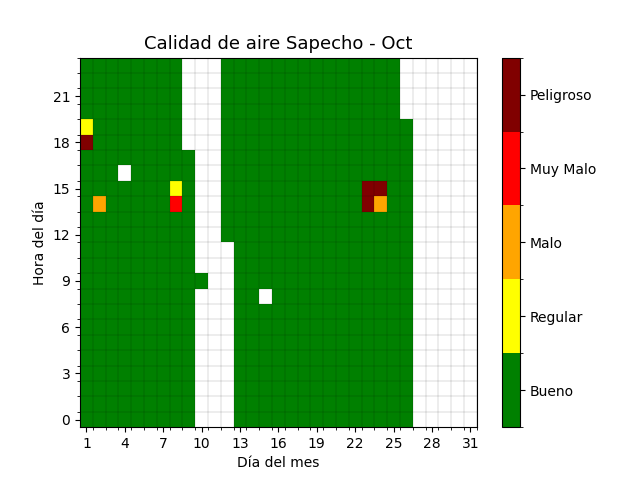 Calidad de aire Sapecho - Oct
Hora del día
21
18
15
12
9
6
3
0
1 4 7 10 13 16 19 22 25 28 31
Día del mes
Peligroso
Muy Malo
Malo
Regular
Bueno